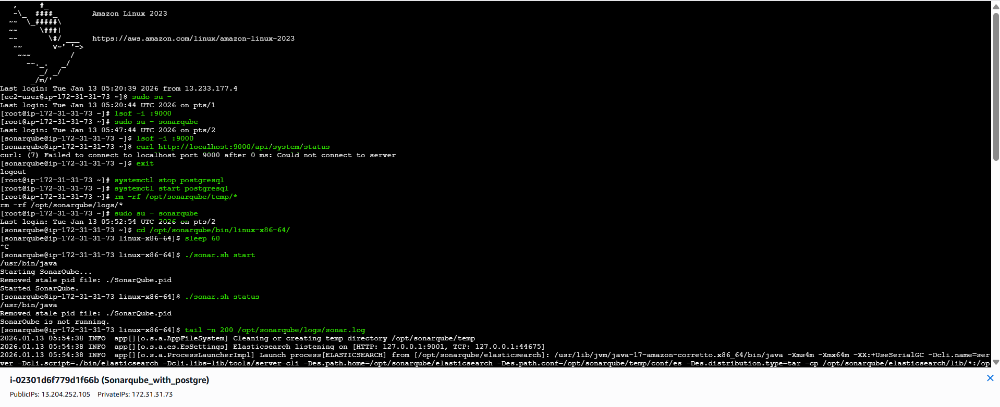 ,     #_
   ~\_  ####_        Amazon Linux 2023
  ~~  \_#####\
  ~~     \###|
  ~~       \#/ ___   https://aws.amazon.com/linux/amazon-linux-2023
   ~~       V~' '->
    ~~~         /
      ~~._.   _/
         _/ _/
       _/m/'
Last login: Tue Jan 13 05:20:39 2026 from 13.233.177.4
[ec2-user@ip-172-31-31-73 ~]$ sudo su -
Last login: Tue Jan 13 05:20:44 UTC 2026 on pts/1
[root@ip-172-31-31-73 ~]# lsof -i :9000
[root@ip-172-31-31-73 ~]# sudo su - sonarqube
Last login: Tue Jan 13 05:47:44 UTC 2026 on pts/2
[sonarqube@ip-172-31-31-73 ~]$ lsof -i :9000
[sonarqube@ip-172-31-31-73 ~]$ curl http://localhost:9000/api/system/status
curl: (7) Failed to connect to localhost port 9000 after 0 ms: Could not connect to server
[sonarqube@ip-172-31-31-73 ~]$ exit
logout
[root@ip-172-31-31-73 ~]# systemctl stop postgresql
[root@ip-172-31-31-73 ~]# systemctl start postgresql
[root@ip-172-31-31-73 ~]# rm -rf /opt/sonarqube/temp/*
rm -rf /opt/sonarqube/logs/*
[root@ip-172-31-31-73 ~]# sudo su - sonarqube
Last login: Tue Jan 13 05:52:54 UTC 2026 on pts/2
[sonarqube@ip-172-31-31-73 ~]$ cd /opt/sonarqube/bin/linux-x86-64/
[sonarqube@ip-172-31-31-73 linux-x86-64]$ sleep 60
^C
[sonarqube@ip-172-31-31-73 linux-x86-64]$ ./sonar.sh start
/usr/bin/java
Starting SonarQube...
Removed stale pid file: ./SonarQube.pid
Started SonarQube.
[sonarqube@ip-172-31-31-73 linux-x86-64]$ ./sonar.sh status
/usr/bin/java
Removed stale pid file: ./SonarQube.pid
SonarQube is not running.
[sonarqube@ip-172-31-31-73 linux-x86-64]$ tail -n 200 /opt/sonarqube/logs/sonar.log
2026.01.13 05:54:38 INFO  app[][o.s.a.AppFileSystem] Cleaning or creating temp directory /opt/sonarqube/temp
2026.01.13 05:54:38 INFO  app[][o.s.a.es.EsSettings] Elasticsearch listening on [HTTP: 127.0.0.1:9001, TCP: 127.0.0.1:44675]
2026.01.13 05:54:38 INFO  app[][o.s.a.ProcessLauncherImpl] Launch process[ELASTICSEARCH] from [/opt/sonarqube/elasticsearch]: /usr/lib/jvm/java-17-amazon-corretto.x86_64/bin/java -Xms4m -Xmx64m -XX:+UseSerialGC -Dcli.name=ser
ver -Dcli.script=./bin/elasticsearch -Dcli.libs=lib/tools/server-cli -Des.path.home=/opt/sonarqube/elasticsearch -Des.path.conf=/opt/sonarqube/temp/conf/es -Des.distribution.type=tar -cp /opt/sonarqube/elasticsearch/lib/*:/op
i-02301d6f779d1f66b (Sonarqube_with_postgre)
PublicIPs: 13.204.252.105    PrivateIPs: 172.31.31.73